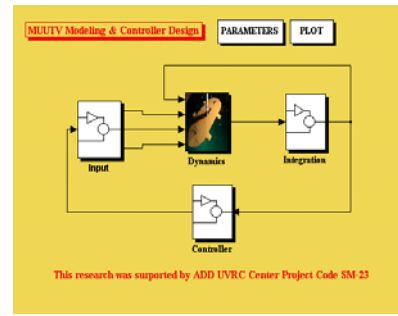 MUUTV Modeling & Controller Design
PARAMETERS
PLOT
Input
Dynamics
Integration
Controller
This research was surported by ADD UVRC Center Project Code SM-23